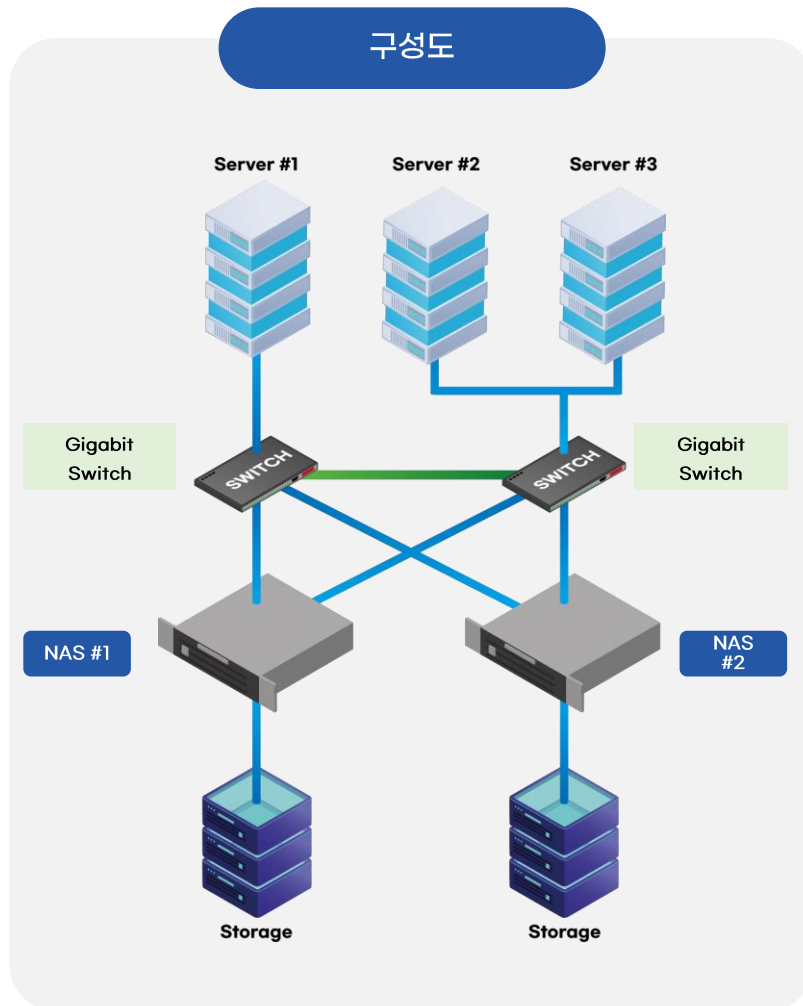 구성도
Server #1
Server #2
Server #3
Gigabit
Switch
SWITCH
SWITCH
Gigabit
Switch
NAS #1
NAS
#2
Storage
Storage